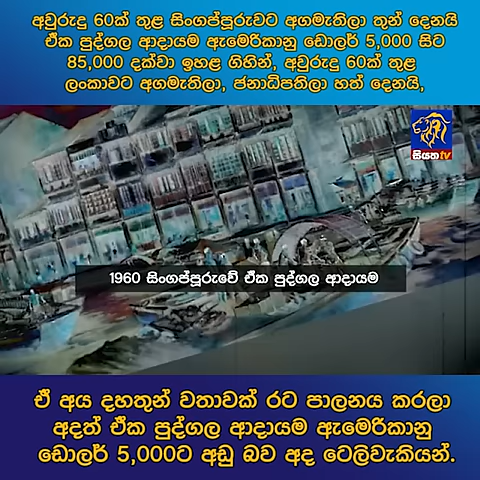 අවුරුදු 60ක් තුළ සිංගප්පූරුවට අගමැතිලා තුන් දෙනයි
ඒක පුද්ගල ආදායම ඇමෙරිකානු ඩොලර් 5,000 සිට
85,000 දක්වා ඉහළ ගිහින්, අවුරුදු 60ක් තුළ
ලංකාවට අගමැතිලා, ජනාධිපතිලා හත් දෙනයි,
සියත tv
1960 සිංගප්පූරුවේ ඒක පුද්ගල ආදායම
ඒ අය දහතුන් වතාවක් රට පාලනය කරලා
අදත් ඒක පුද්ගල ආදායම ඇමෙරිකානු
ඩොලර් 5,000ට අඩු බව අද ටෙලිවැකියන්.